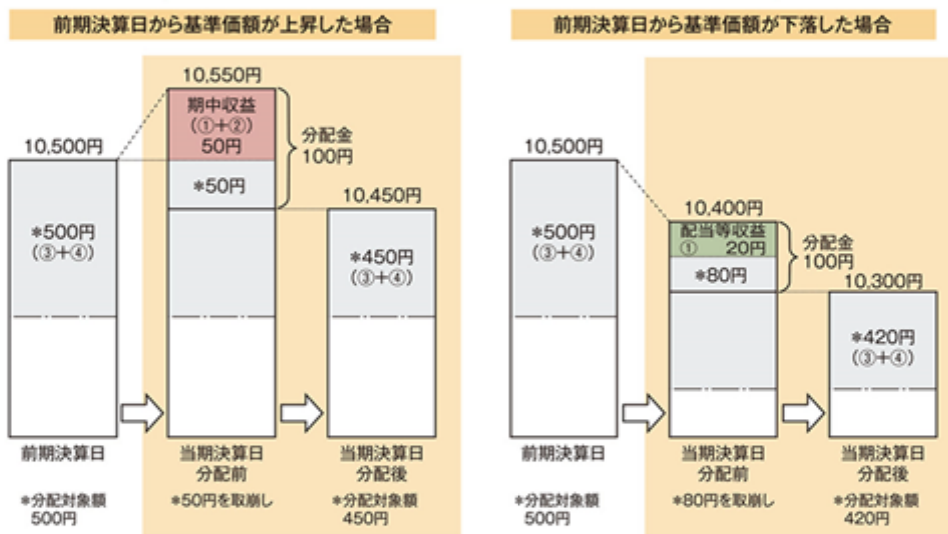 前期決算日から基準価額が上昇した場合
10,550円
期中収益
(①+②)
50円
分配金
100円
10,500円
*50円
10,450円
*500円
(③+④)
*450円
(③+④)
前期決算日
当期決算日
分配前
当期決算日
分配後
*分配対象額
500円
*50円を取崩し
*分配対象額
450円
前期決算日から基準価額が下落した場合
10,500円
10,400円
配当等収益
① 20円
分配金
100円
*80円
10,300円
*500円
(③+④)
*420円
(③+④)
前期決算日
当期決算日
分配前
当期決算日
分配後
*分配対象額
500円
*80円を取崩し
*分配対象額
420円